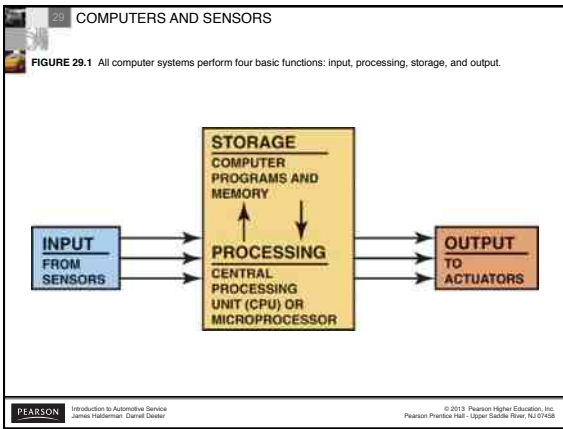 29 COMPUTERS AND SENSORS
FIGURE 29.1 All computer systems perform four basic functions: input, processing, storage, and output.
STORAGE
COMPUTER
PROGRAMS AND
MEMORY
INPUT
FROM
SENSORS
PROCESSING
CENTRAL
PROCESSING
UNIT (CPU) OR
MICROPROCESSOR
OUTPUT
TO
ACTUATORS
PEARSON
Introduction to Automotive Service
James Halderman Darrell Deeter
© 2013 Pearson Higher Education, Inc.
Pearson Prentice Hall - Upper Saddle River, NJ 07458